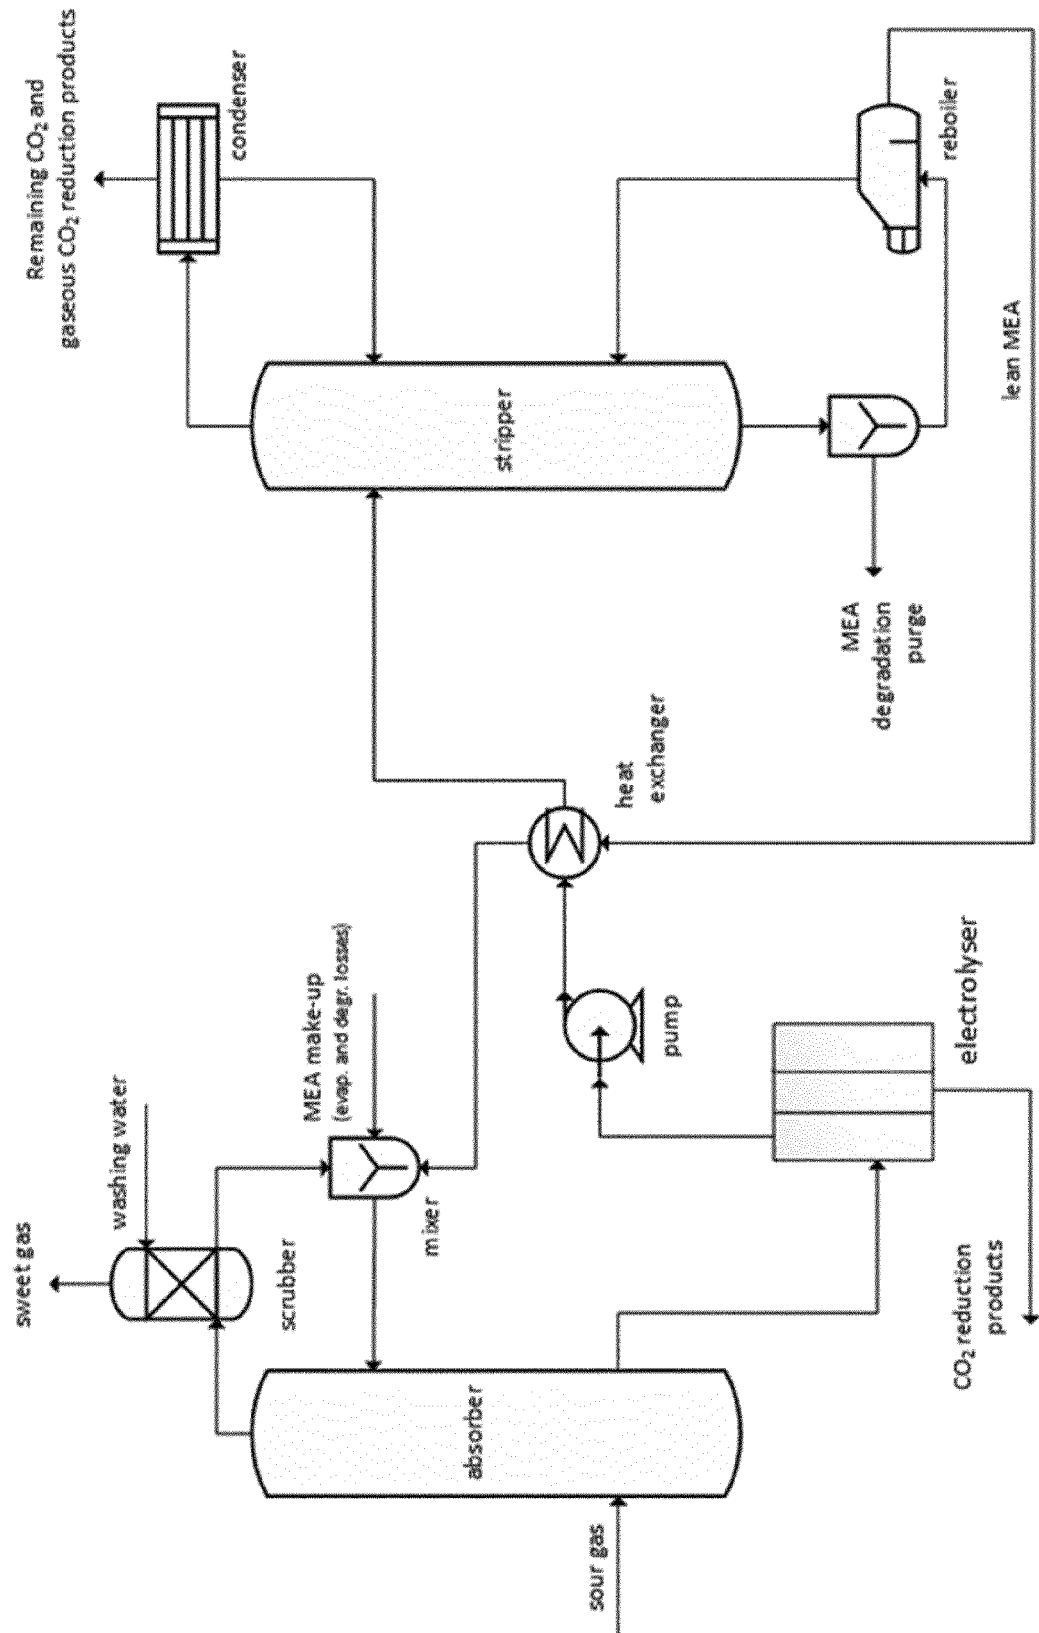 sour gas
absorber
sweet gas
washing water
scrubber
MEA make-up
(evap. and degr. losses)
mixer
CO₂ reduction
products
electrolyser
pump
heat
exchanger
MEA
degradation
purge
stripper
Remaining CO₂ and
gaseous CO₂ reduction products
condenser
reboiler
lean MEA